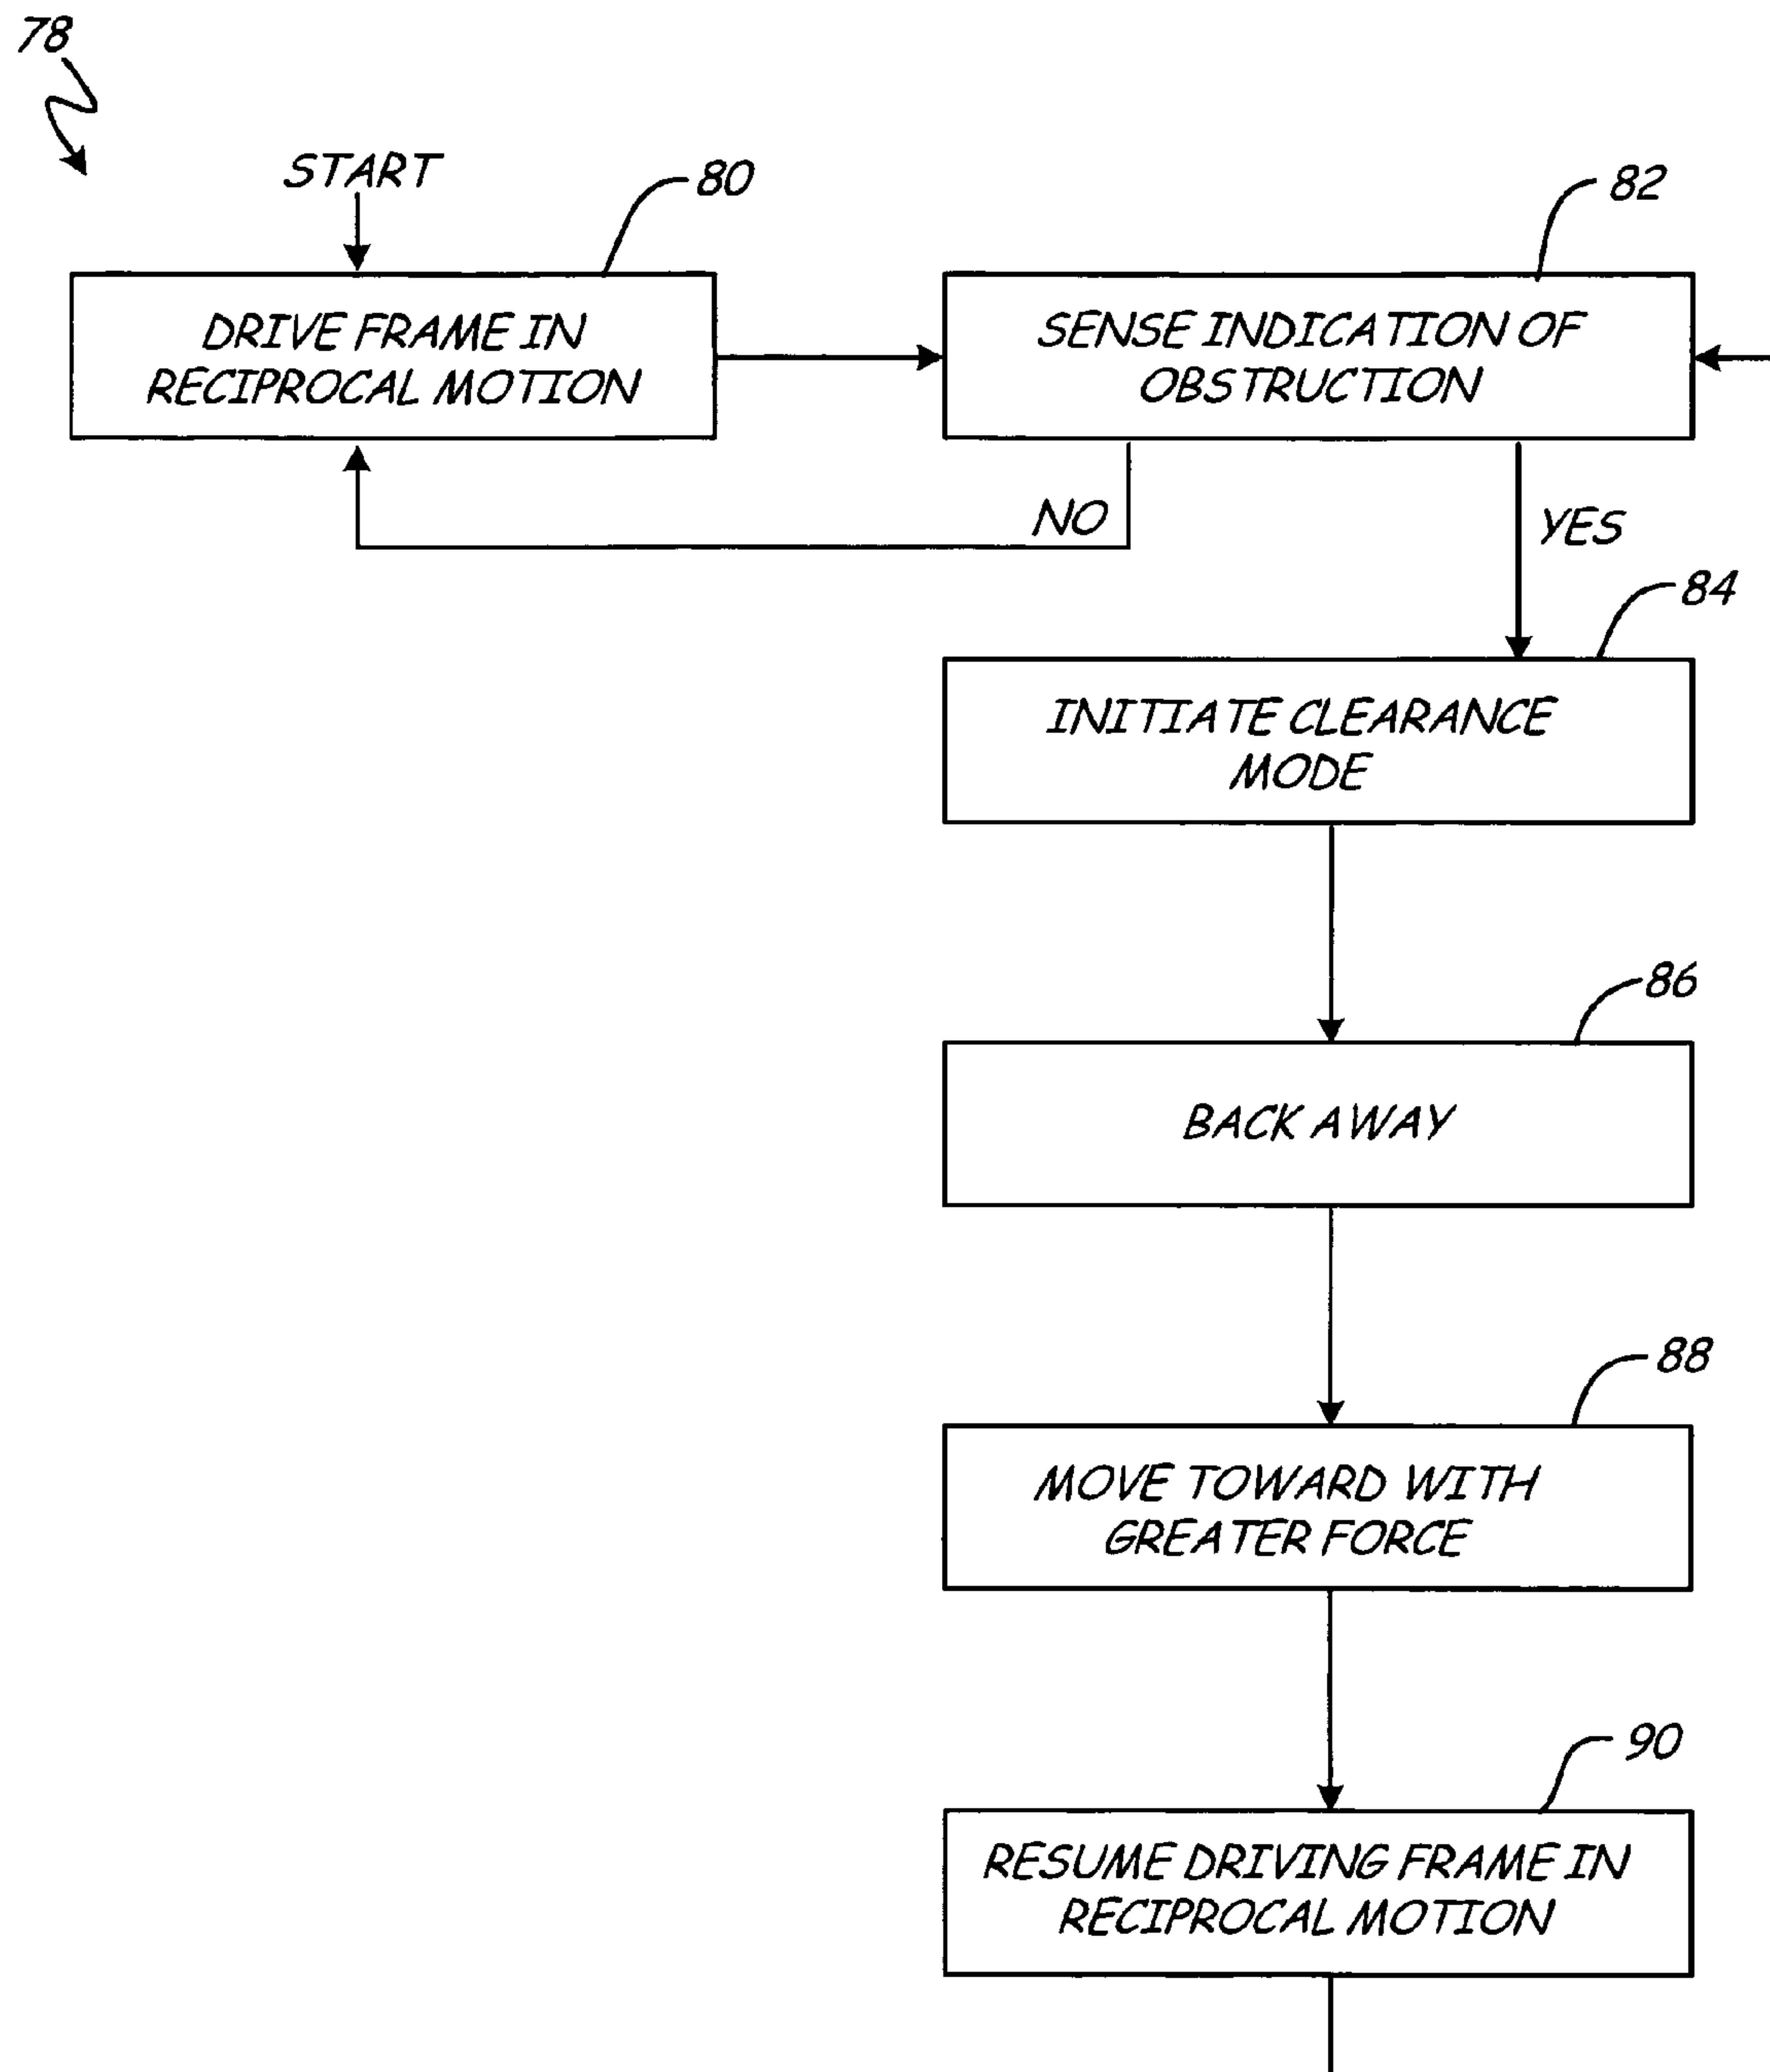 78
START
80
82
DRIVE FRAME IN
RECIPROCAL MOTION
SENSE INDICATION OF
OBSTRUCTION
NO
YES
84
INITIATE CLEARANCE
MODE
86
BACK AWAY
88
MOVE TOWARD WITH
GREATER FORCE
90
RESUME DRIVING FRAME IN
RECIPROCAL MOTION